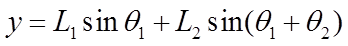 y = L₁ sin θ₁ + L₂ sin(θ₁ + θ₂)